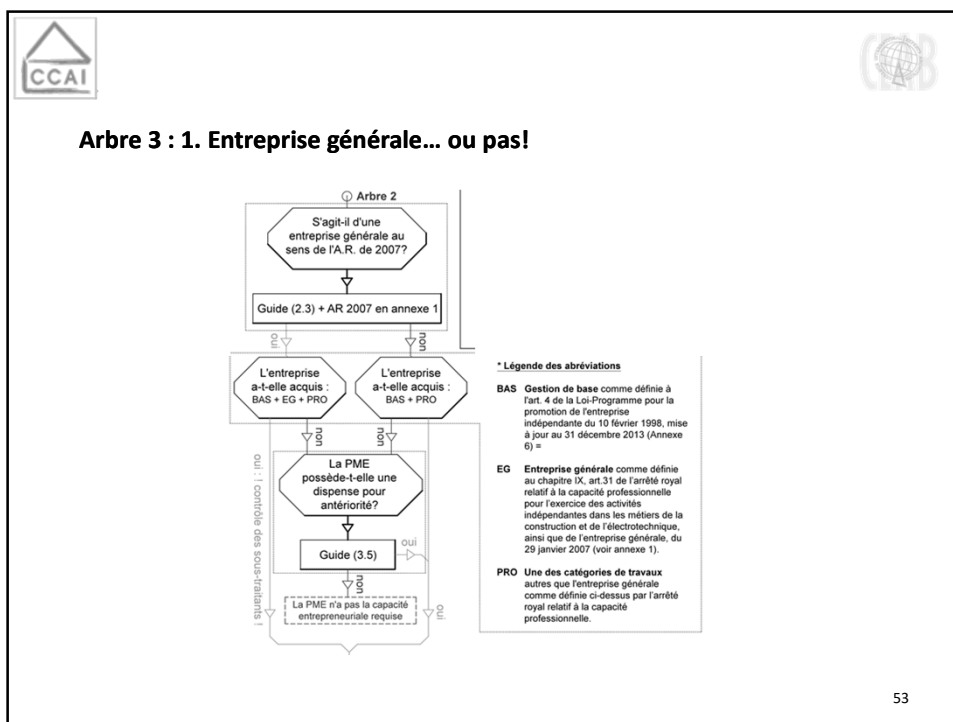 CCAI
Arbre 3 : 1. Entreprise générale… ou pas!
Arbre 2
S'agit-il d'une
entreprise générale au
sens de l'A.R. de 2007?
Guide (2.3) + AR 2007 en annexe 1
oui
non
L'entreprise
a-t-elle acquis :
BAS + EG + PRO
L'entreprise
a-t-elle acquis :
BAS + PRO
non
non
La PME
possède-t-elle une
dispense pour
antériorité?
oui : ! contrôle des sous-traitants !
Guide (3.5)
oui
non
La PME n'a pas la capacité
entrepreneuriale requise
oui
* Légende des abréviations
BAS Gestion de base comme définie à
l'art. 4 de la Loi-Programme pour la
promotion de l'entreprise
indépendante du 10 février 1998, mise
à jour au 31 décembre 2013 (Annexe
6) =
EG Entreprise générale comme définie
au chapitre IX, art.31 de l'arrêté royal
relatif à la capacité professionnelle
pour l'exercice des activités
indépendantes dans les métiers de la
construction et de l'électrotechnique,
ainsi que de l'entreprise générale, du
29 janvier 2007 (voir annexe 1).
PRO Une des catégories de travaux
autres que l'entreprise générale
comme définie ci-dessus par l'arrêté
royal relatif à la capacité
professionnelle.
53